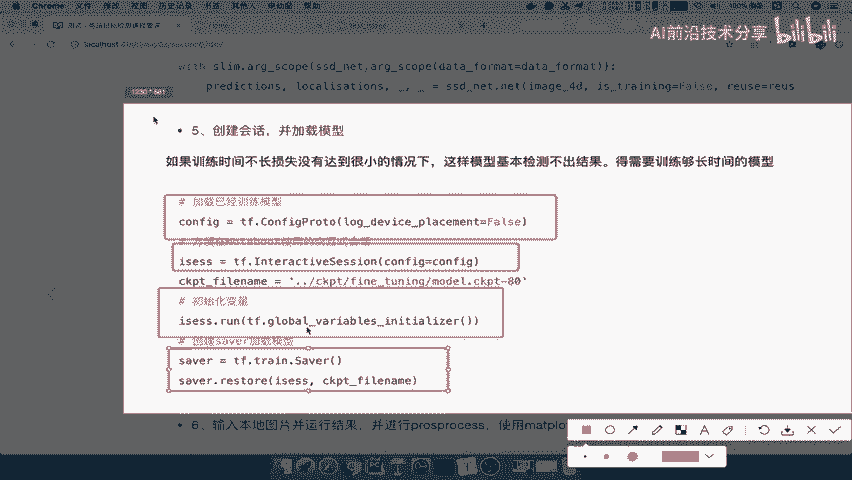 Chrome
AI前沿技术分享 bilibili
localhost
with slim.arg_scope(ssd_net.arg_scope(data_format=data_format)):
predictions, localisations, _, _ = ssd_net.net(image_4d, is_training=False, reuse=reus
• 5、创建会话，并加载模型
如果训练时间不长损失没有达到很小的情况下，这样模型基本检测不出结果。得需要训练够长时间的模型
# 加载已经训练模型
config = tf.ConfigProto(log_device_placement=False)
isess = tf.InteractiveSession(config=config)
ckpt_filename = '../ckpt/fine_tuning/model.ckpt-80'
# 初始化变量
isess.run(tf.global_variables_initializer())
# 创建saver加载模型
saver = tf.train.Saver()
saver.restore(isess, ckpt_filename)
• 6、输入本地图片并运行结果，并进行prosprocess，使用matplo